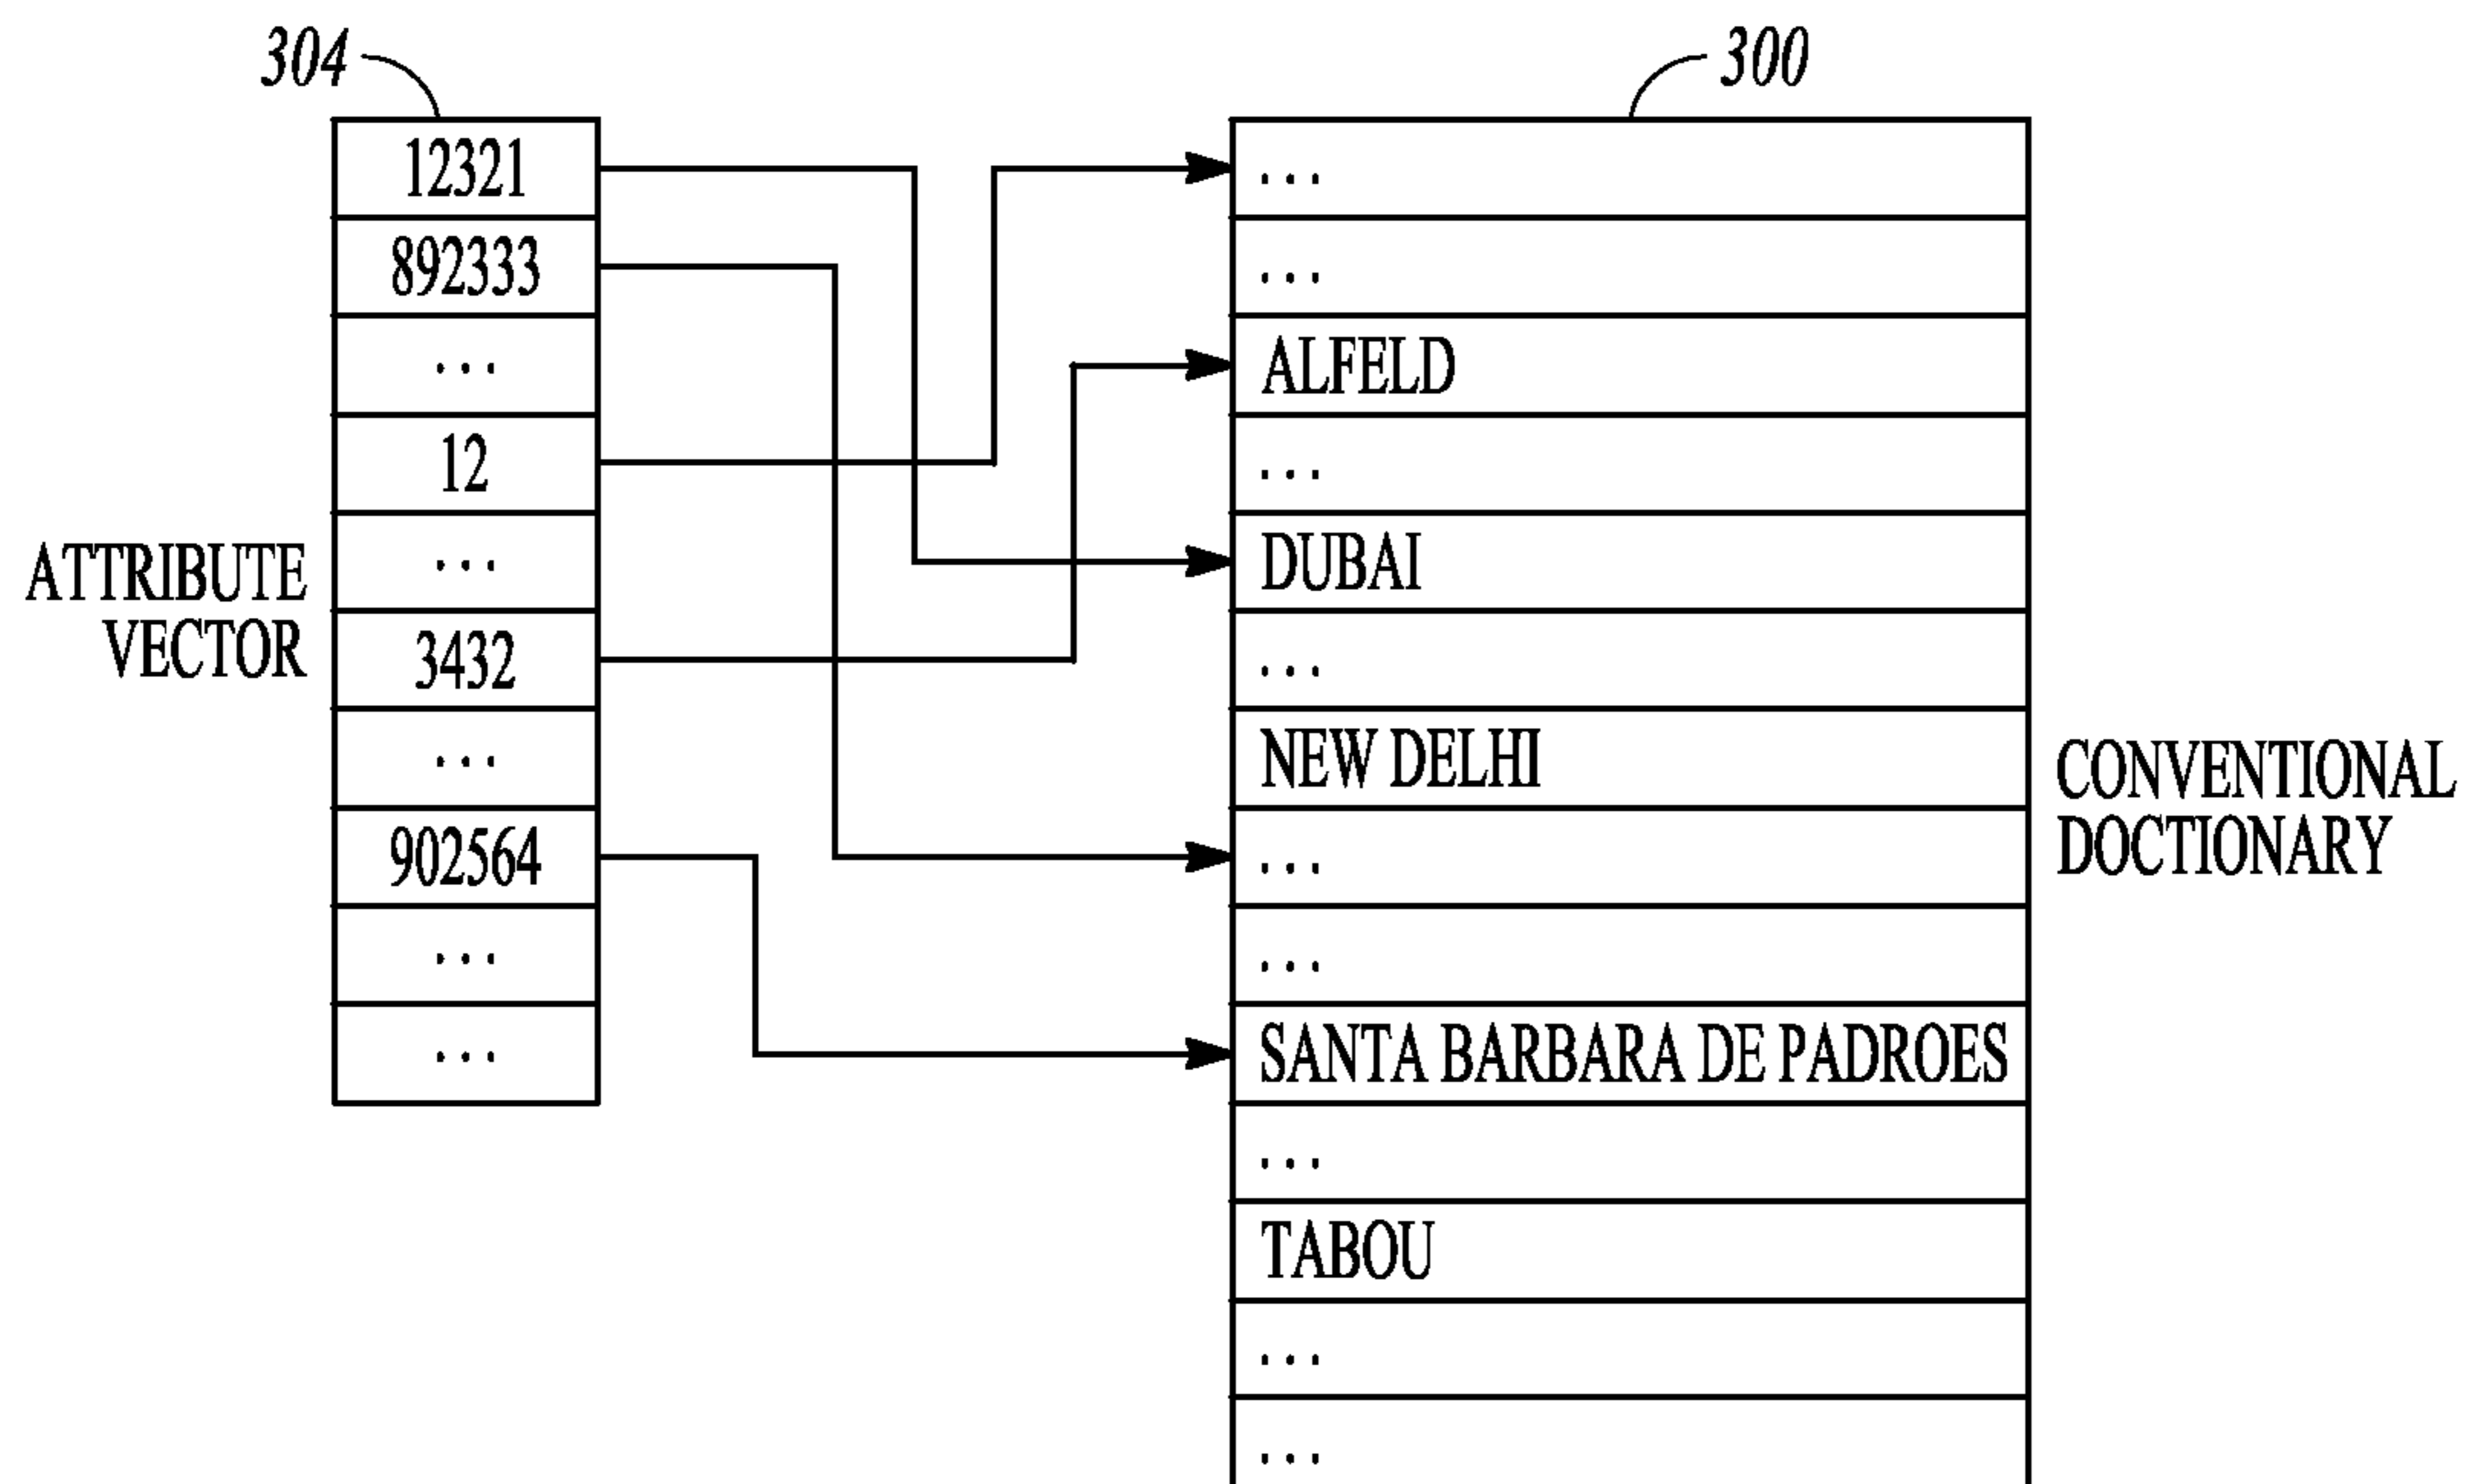 304
12321
892333
...
12
...
3432
...
902564
...
...
ATTRIBUTE
VECTOR
300
...
...
ALFELD
...
DUBAI
...
NEW DELHI
...
...
SANTA BARBARA DE PADROES
...
TABOU
...
...
CONVENTIONAL
DOCTIONARY